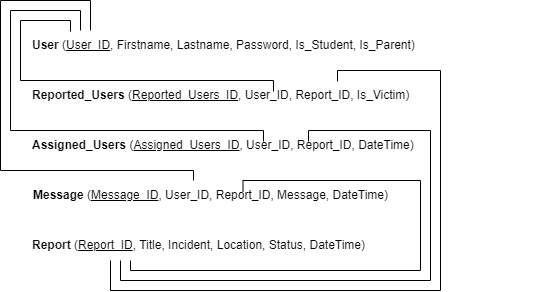 User (User_ID, Firstname, Lastname, Password, Is_Student, Is_Parent)
Reported_Users (Reported_Users_ID, User_ID, Report_ID, Is_Victim)
Assigned_Users (Assigned_Users_ID, User_ID, Report_ID, DateTime)
Message (Message_ID, User_ID, Report_ID, Message, DateTime)
Report (Report_ID, Title, Incident, Location, Status, DateTime)